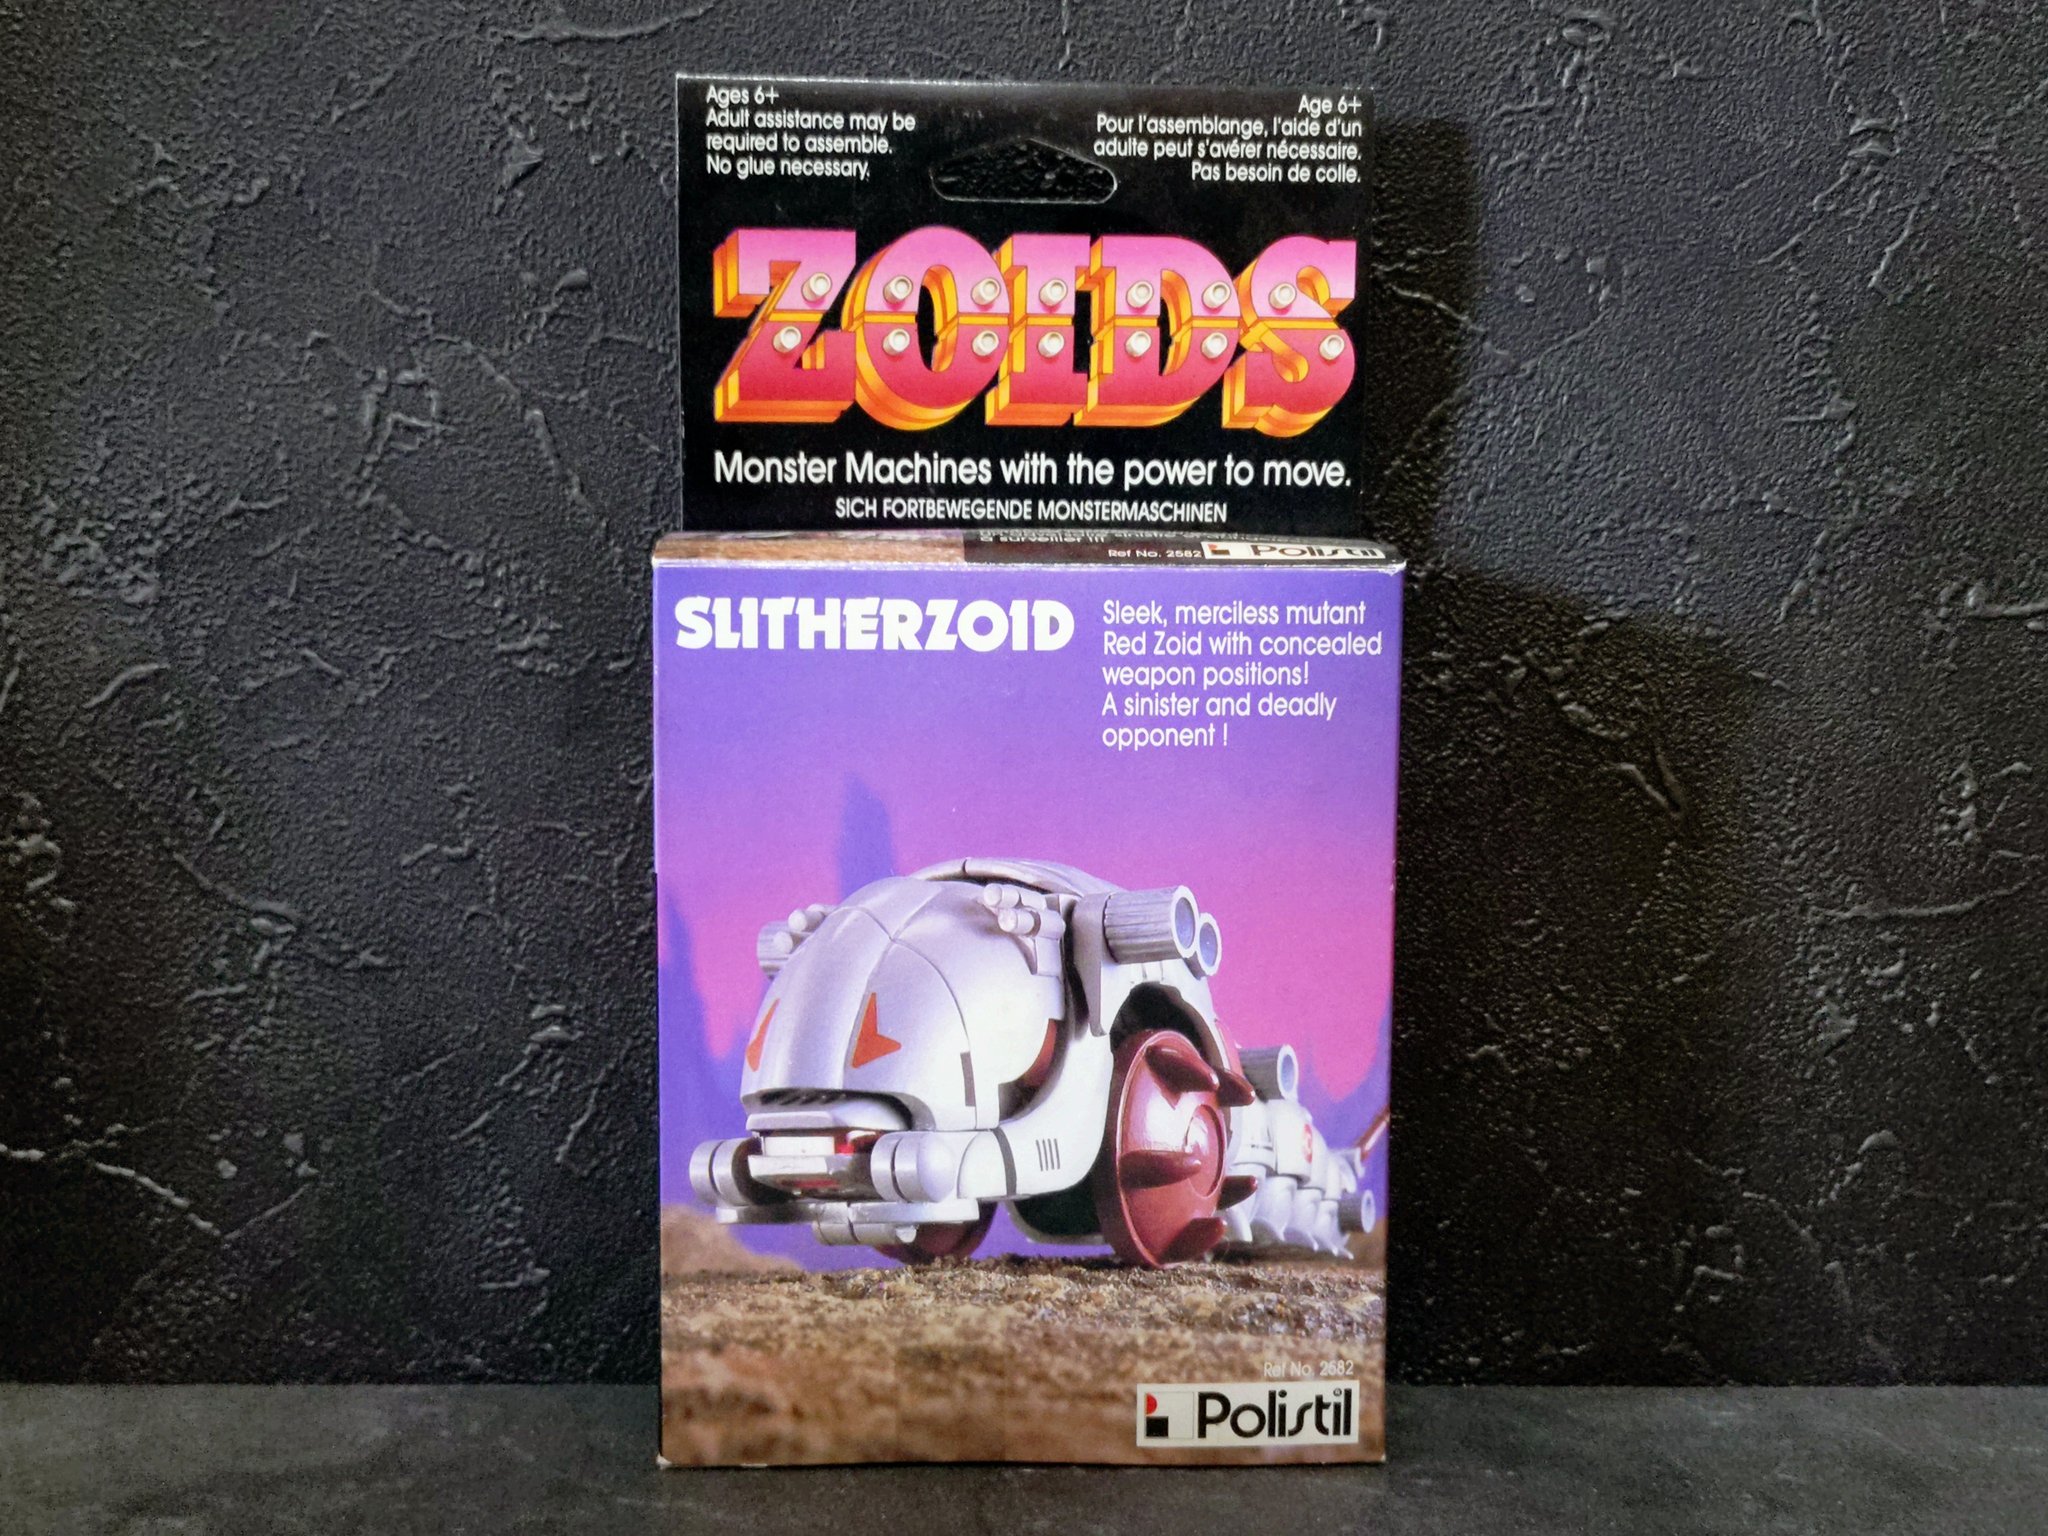 Ages 6+
Adult assistance may be
required to assemble.
No glue necessary.
Age 6+
Pour l'assemblange, l'aide d'un
adulte peut s'avérer nécessaire.
Pas besoin de colle.
ZOIDS
Monster Machines with the power to move.
SICH FORTBEWEGENDE MONSTERMASCHINEN
à surveiller !!!
Ref No. 2582
Polistil
SLITHERZOID
Sleek, merciless mutant
Red Zoid with concealed
weapon positions!
A sinister and deadly
opponent !
Ref No. 2582
Polistil